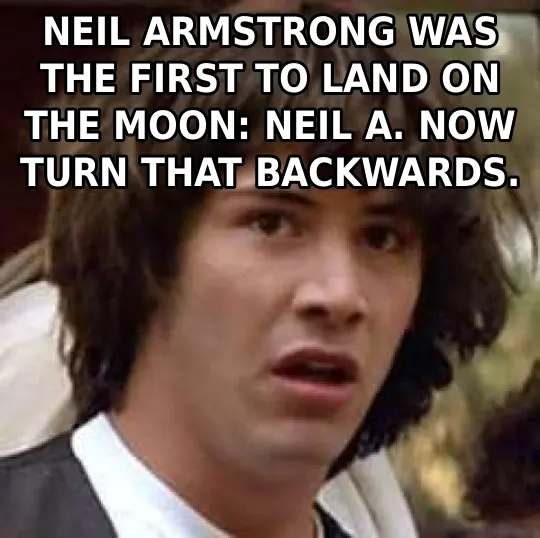 NEIL ARMSTRONG WAS
THE FIRST TO LAND ON
THE MOON: NEIL A. NOW
TURN THAT BACKWARDS.